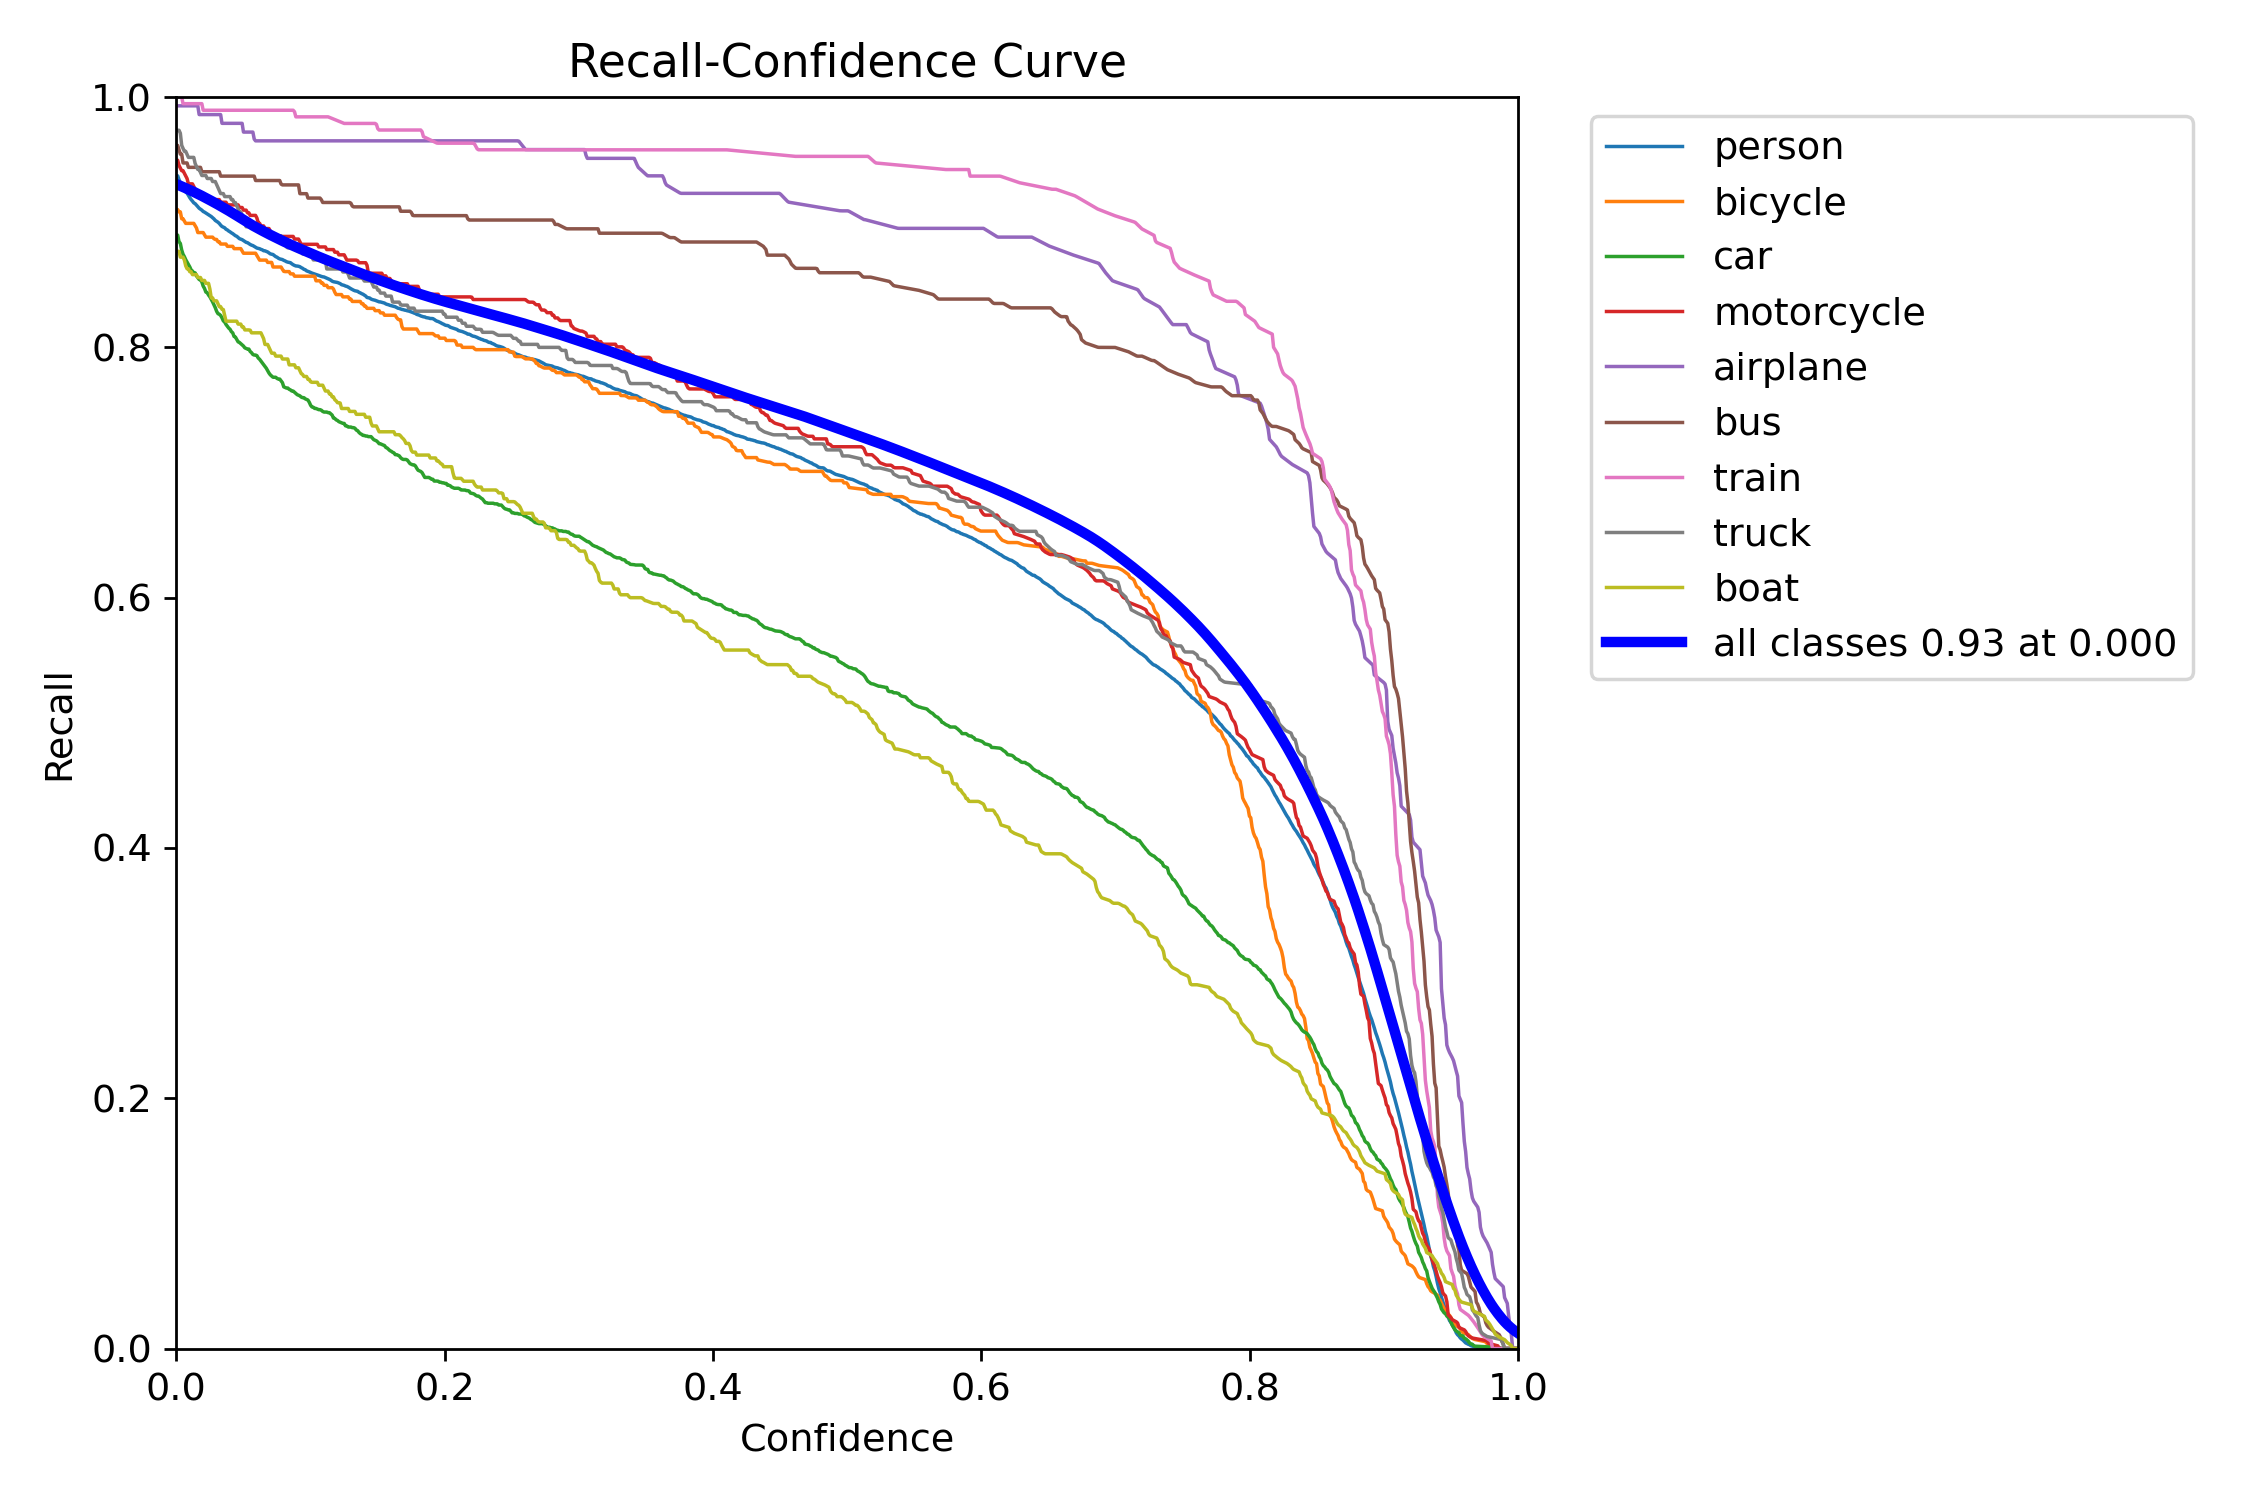 Recall-Confidence Curve
1.0
0.8
0.6
0.4
0.2
0.0
Recall
0.0 0.2 0.4 0.6 0.8 1.0
Confidence
person
bicycle
car
motorcycle
airplane
bus
train
truck
boat
all classes 0.93 at 0.000